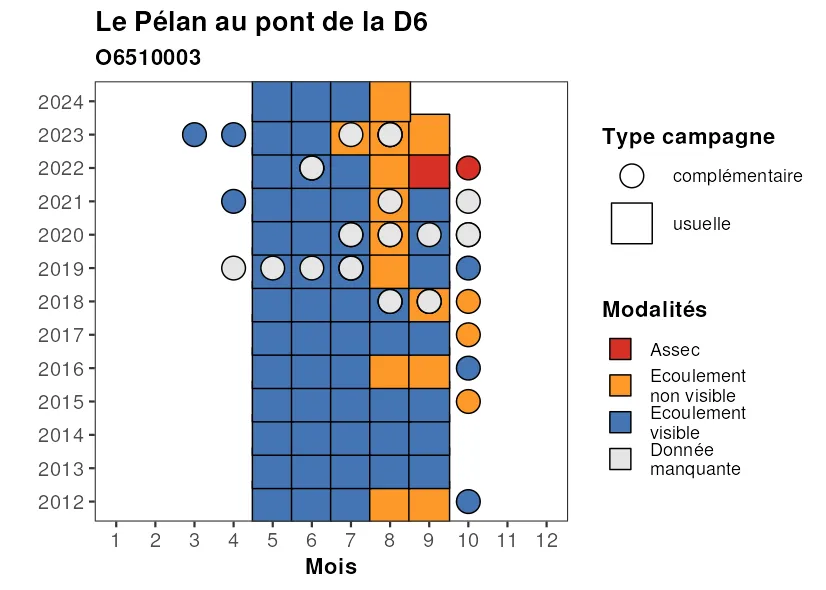 Le Pélan au pont de la D6
O6510003
2024
2023
2022
2021
2020
2019
2018
2017
2016
2015
2014
2013
2012
1 2 3 4 5 6 7 8 9 10 11 12
Mois
Type campagne
complémentaire
usuelle
Modalités
Assec
Ecoulement
non visible
Ecoulement
visible
Donnée
manquante